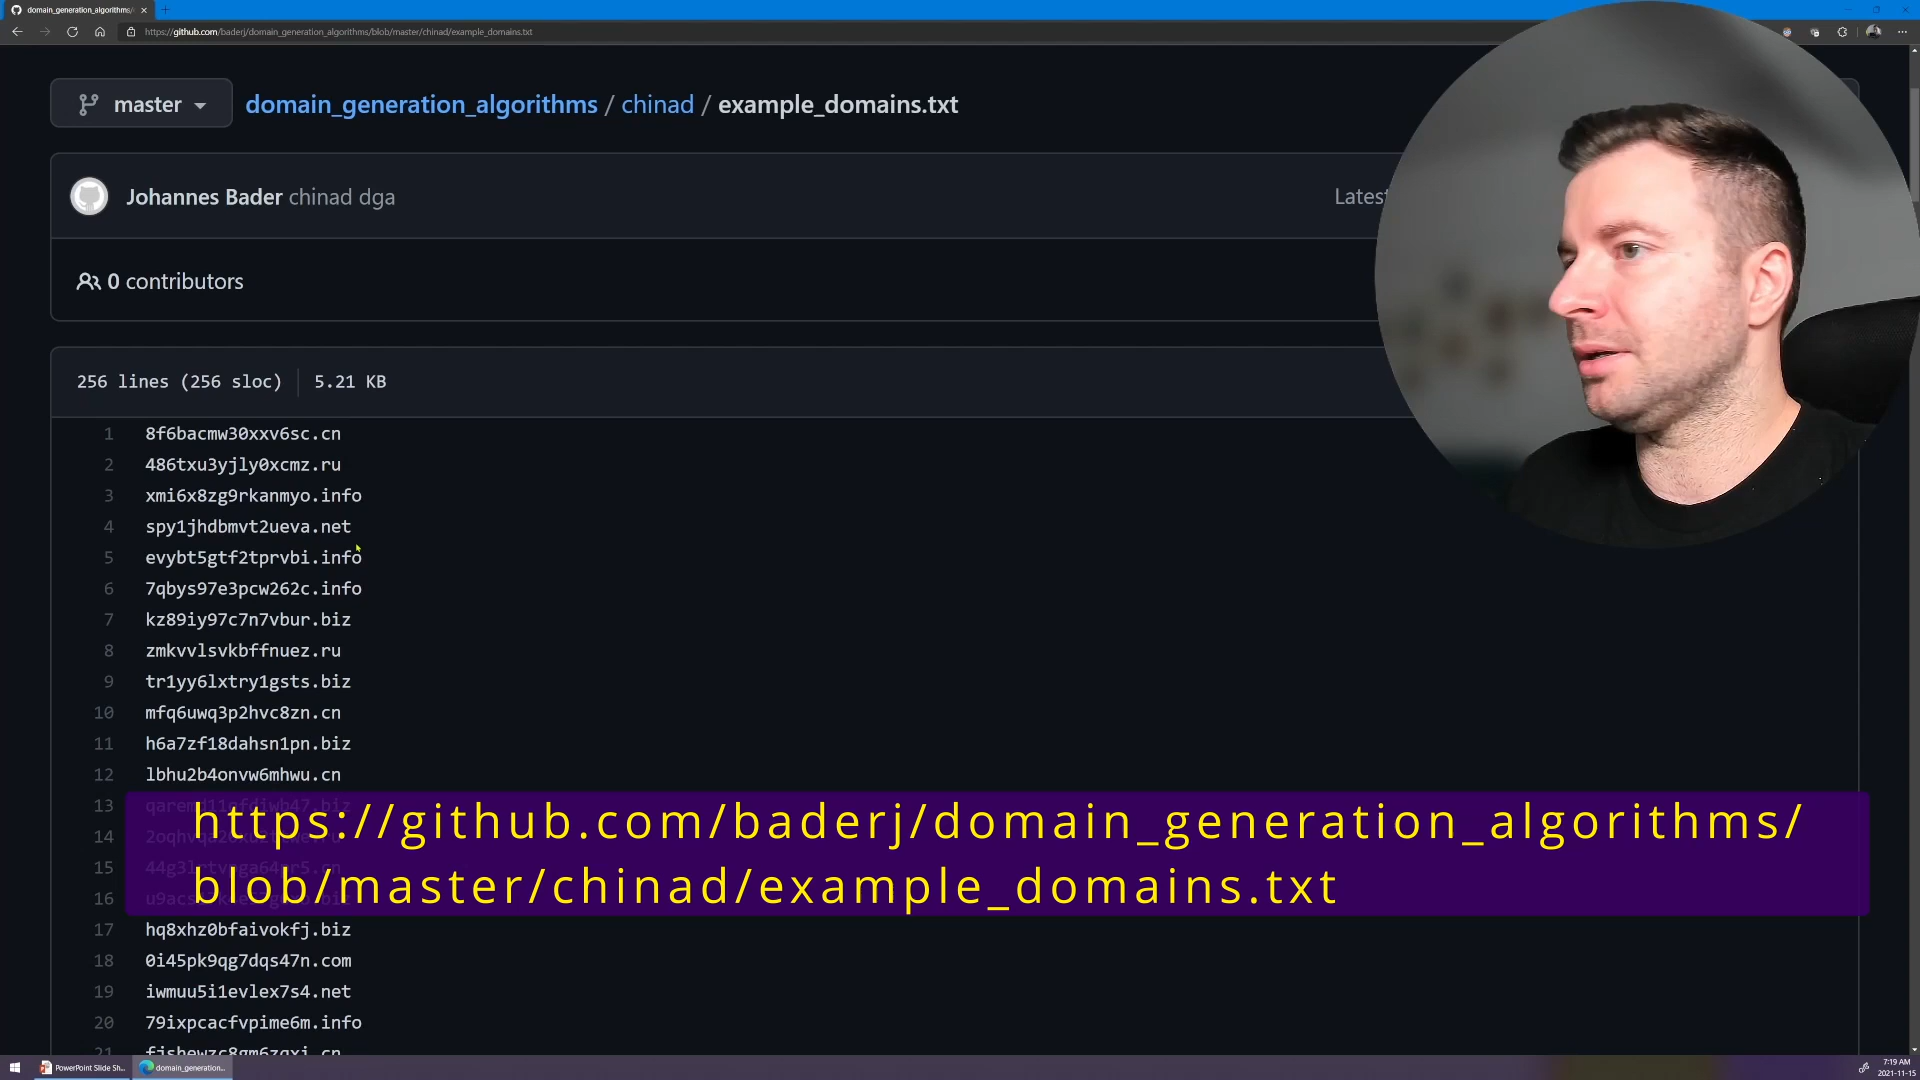 domain_generation_algorithms/
https://github.com/baderj/domain_generation_algorithms/blob/master/chinad/example_domains.txt
master
domain_generation_algorithms / chinad / example_domains.txt
Johannes Bader chinad dga
Latest
0 contributors
256 lines (256 sloc) 5.21 KB
1 8f6bacmw30xxv6sc.cn
2 486txu3yjly0xcmz.ru
3 xmi6x8zg9rkanmyo.info
4 spy1jhdbmvt2ueva.net
5 evybt5gtf2tprvbi.info
6 7qbys97e3pcw262c.info
7 kz89iy97c7n7vbur.biz
8 zmkvvlsvkbffnuez.ru
9 tr1yy6lxtry1gsts.biz
10 mfq6uwq3p2hvc8zn.cn
11 h6a7zf18dahsn1pn.biz
12 lbhu2b4onvw6mhwu.cn
13
14
15
16
https://github.com/baderj/domain_generation_algorithms/
blob/master/chinad/example_domains.txt
17 hq8xhz0bfaivokfj.biz
18 0i45pk9qg7dqs47n.com
19 iwmuu5i1evlex7s4.net
20 79ixpcacfvpime6m.info
21
PowerPoint Slide Sh...
domain_generation...
7:19 AM
2021-11-15